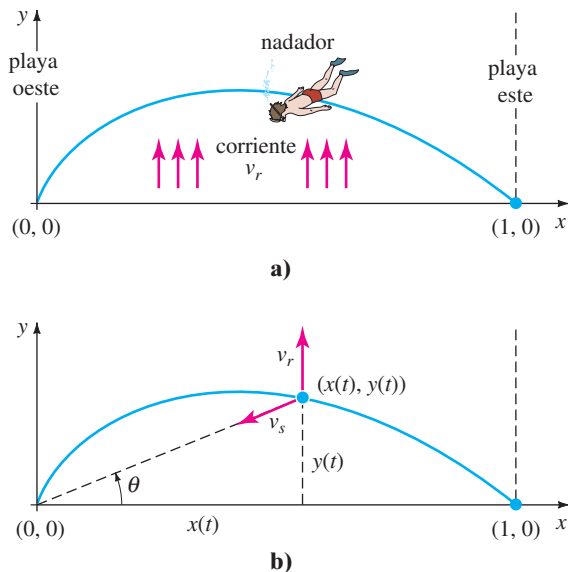 y
playa
oeste
nadador
playa
este
corriente
v_r
(0, 0)
(1, 0)
x
a)
y
v_r
(x(t), y(t))
v_s
y(t)
θ
(0, 0)
x(t)
(1, 0)
x
b)